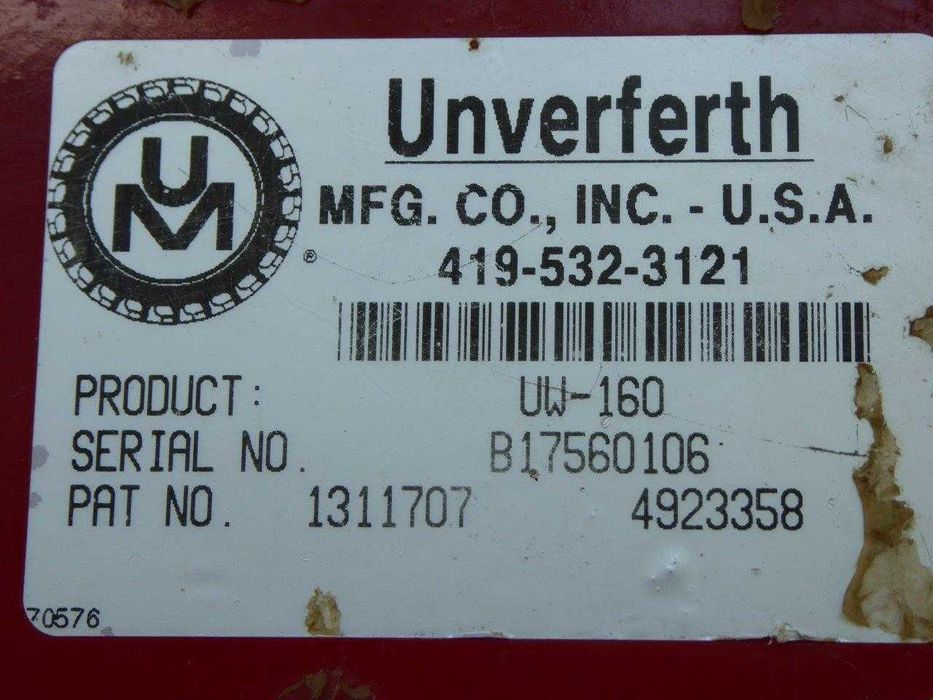 UM
Unverferth
MFG. CO., INC. - U.S.A.
®
419-532-3121
PRODUCT: UW-160
SERIAL NO. B17560106
PAT NO. 1311707 4923358
70576